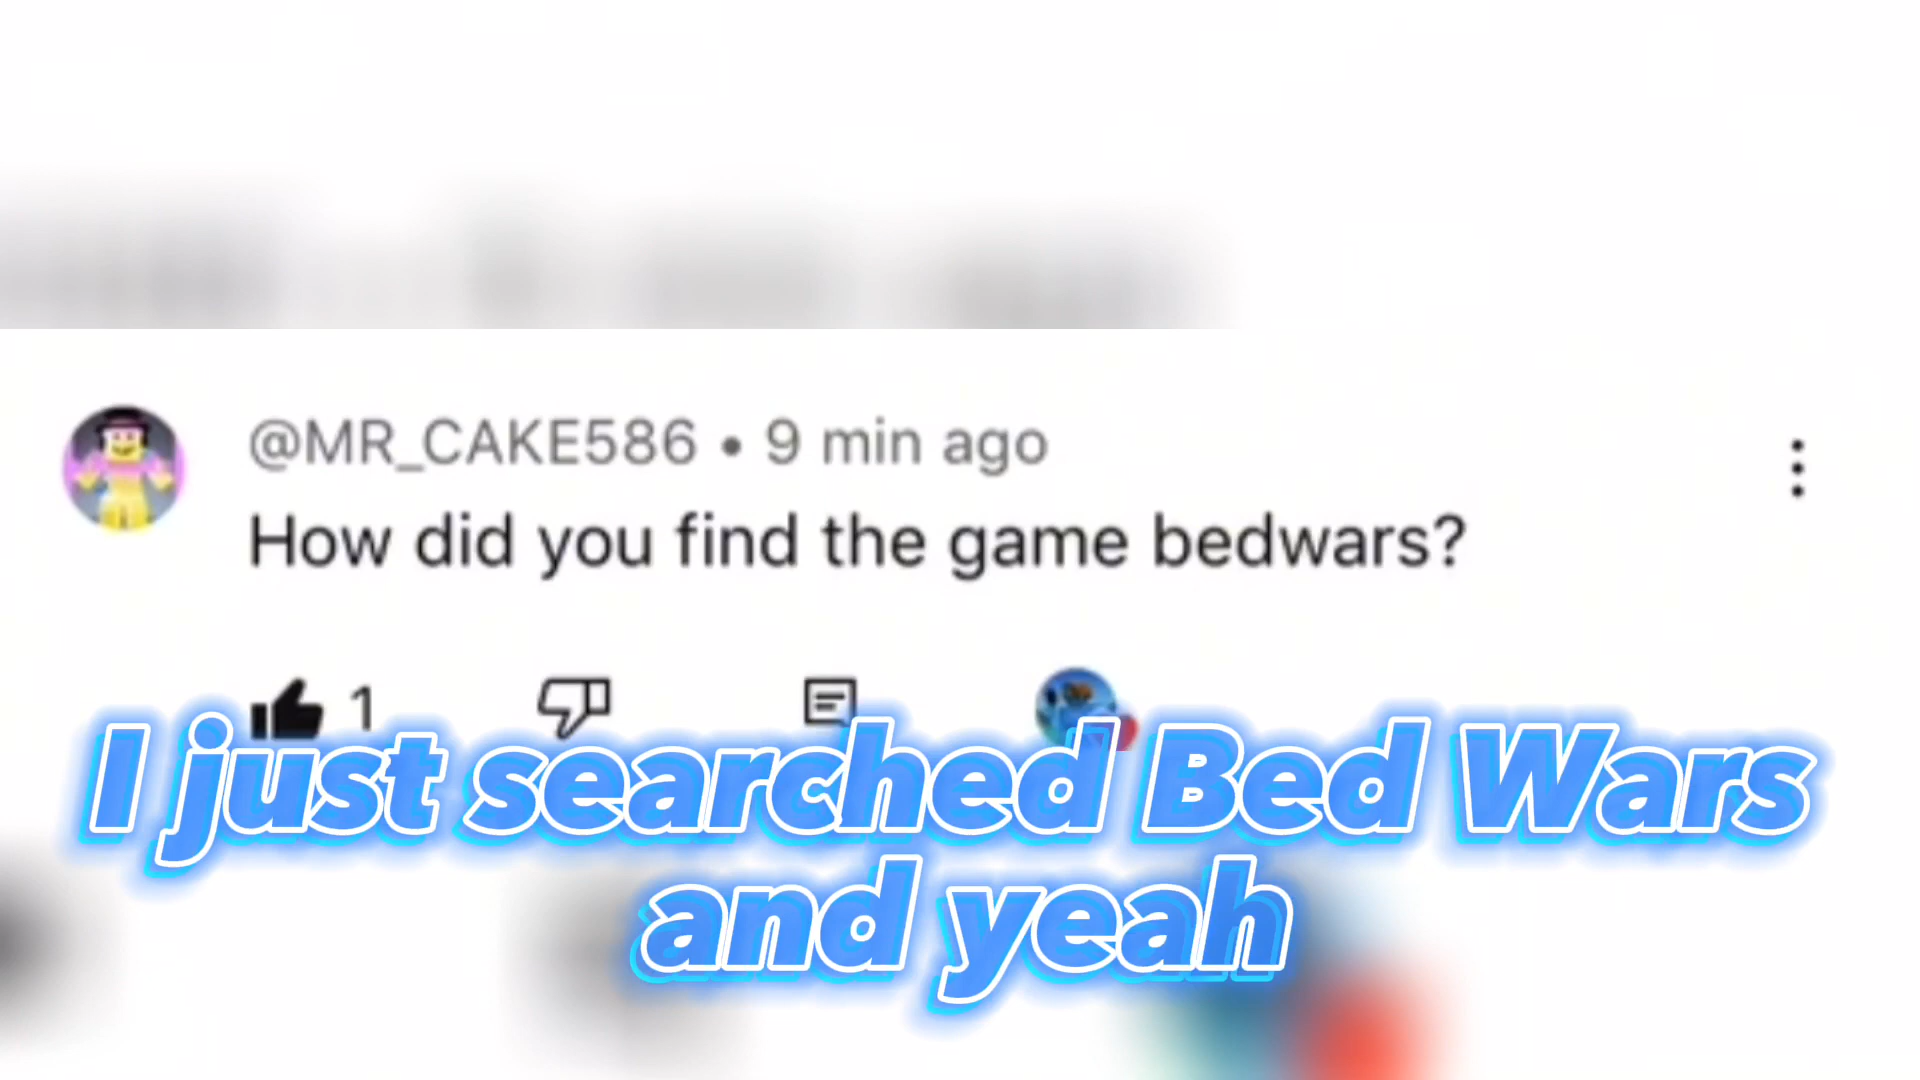 @MR_CAKE586 • 9 min ago
How did you find the game bedwars?
1
I just searched Bed Wars
and yeah